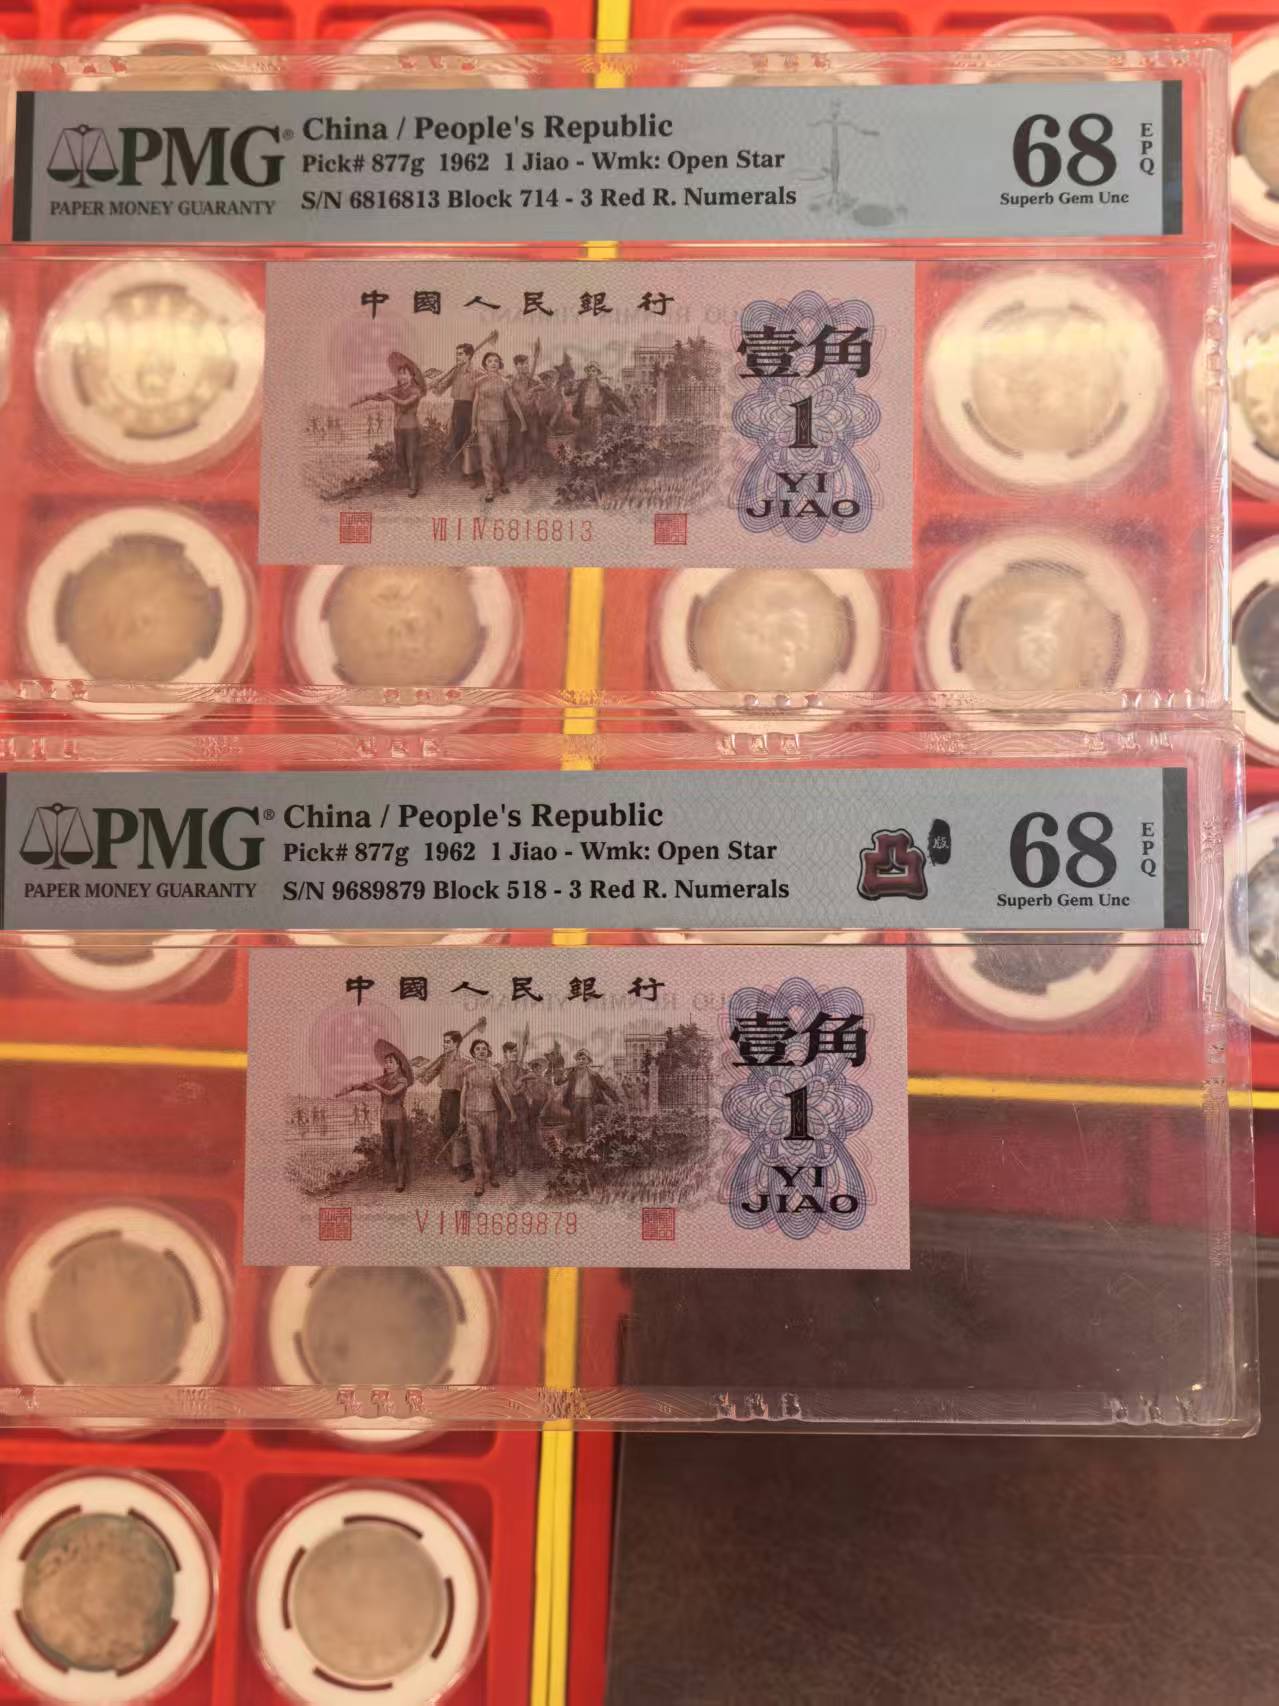 PMG®
PAPER MONEY GUARANTY
China / People's Republic
Pick# 877g 1962 1 Jiao - Wmk: Open Star
S/N 6816813 Block 714 - 3 Red R. Numerals
68
EPQ
Superb Gem Unc
中國人民銀行
壹角
1
YI
JIAO
Ⅶ Ⅰ Ⅳ 6816813
PMG®
PAPER MONEY GUARANTY
China / People's Republic
Pick# 877g 1962 1 Jiao - Wmk: Open Star
S/N 9689879 Block 518 - 3 Red R. Numerals
凸版
68
EPQ
Superb Gem Unc
中國人民銀行
壹角
1
YI
JIAO
Ⅴ Ⅰ Ⅷ 9689879